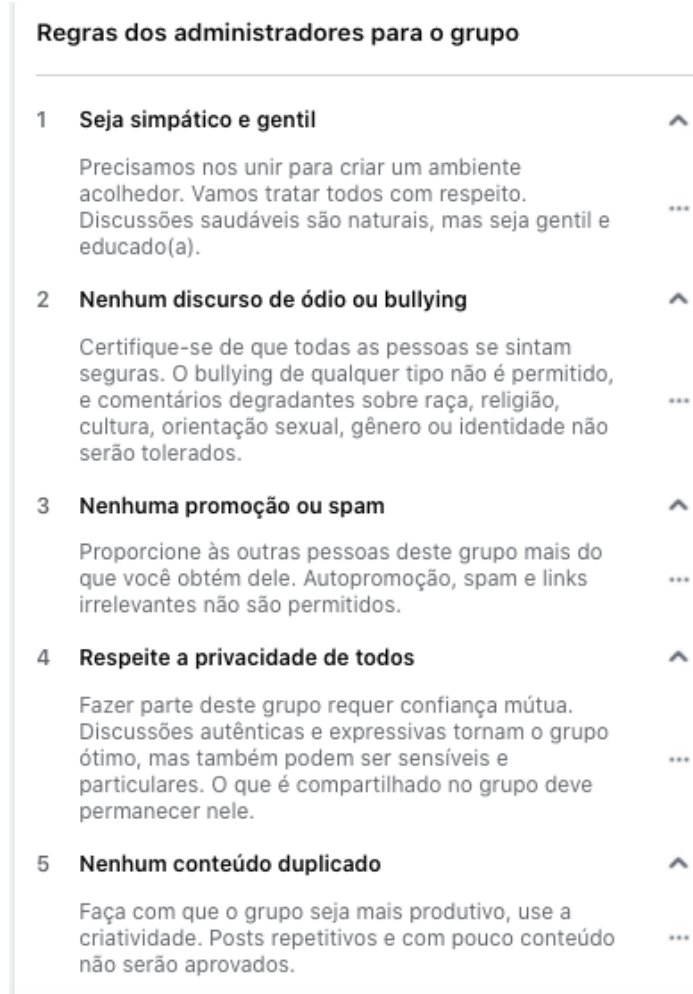 Regras dos administradores para o grupo
1 Seja simpático e gentil
Precisamos nos unir para criar um ambiente
acolhedor. Vamos tratar todos com respeito.
Discussões saudáveis são naturais, mas seja gentil e
educado(a).
2 Nenhum discurso de ódio ou bullying
Certifique-se de que todas as pessoas se sintam
seguras. O bullying de qualquer tipo não é permitido,
e comentários degradantes sobre raça, religião,
cultura, orientação sexual, gênero ou identidade não
serão tolerados.
3 Nenhuma promoção ou spam
Proporcione às outras pessoas deste grupo mais do
que você obtém dele. Autopromoção, spam e links
irrelevantes não são permitidos.
4 Respeite a privacidade de todos
Fazer parte deste grupo requer confiança mútua.
Discussões autênticas e expressivas tornam o grupo
ótimo, mas também podem ser sensíveis e
particulares. O que é compartilhado no grupo deve
permanecer nele.
5 Nenhum conteúdo duplicado
Faça com que o grupo seja mais produtivo, use a
criatividade. Posts repetitivos e com pouco conteúdo
não serão aprovados.